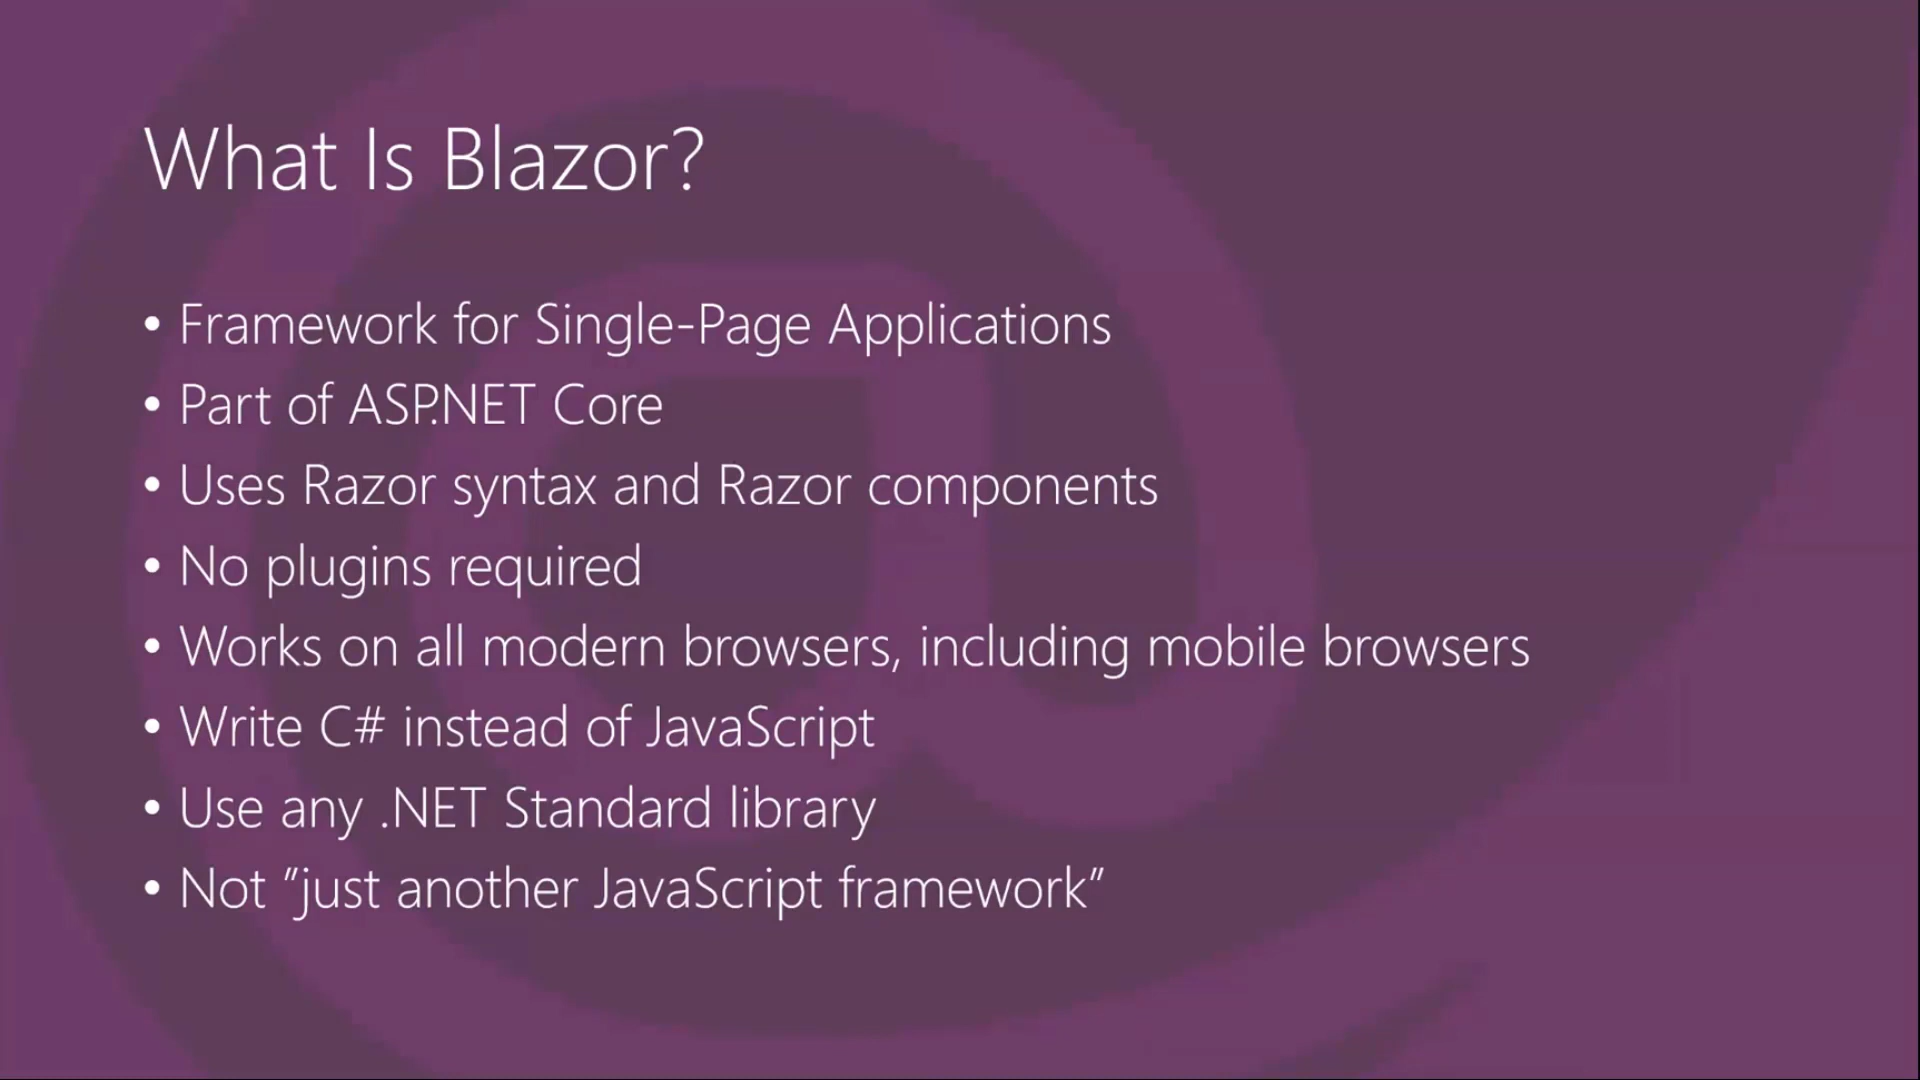 What Is Blazor?
• Framework for Single-Page Applications
• Part of ASP.NET Core
• Uses Razor syntax and Razor components
• No plugins required
• Works on all modern browsers, including mobile browsers
• Write C# instead of JavaScript
• Use any .NET Standard library
• Not ”just another JavaScript framework”